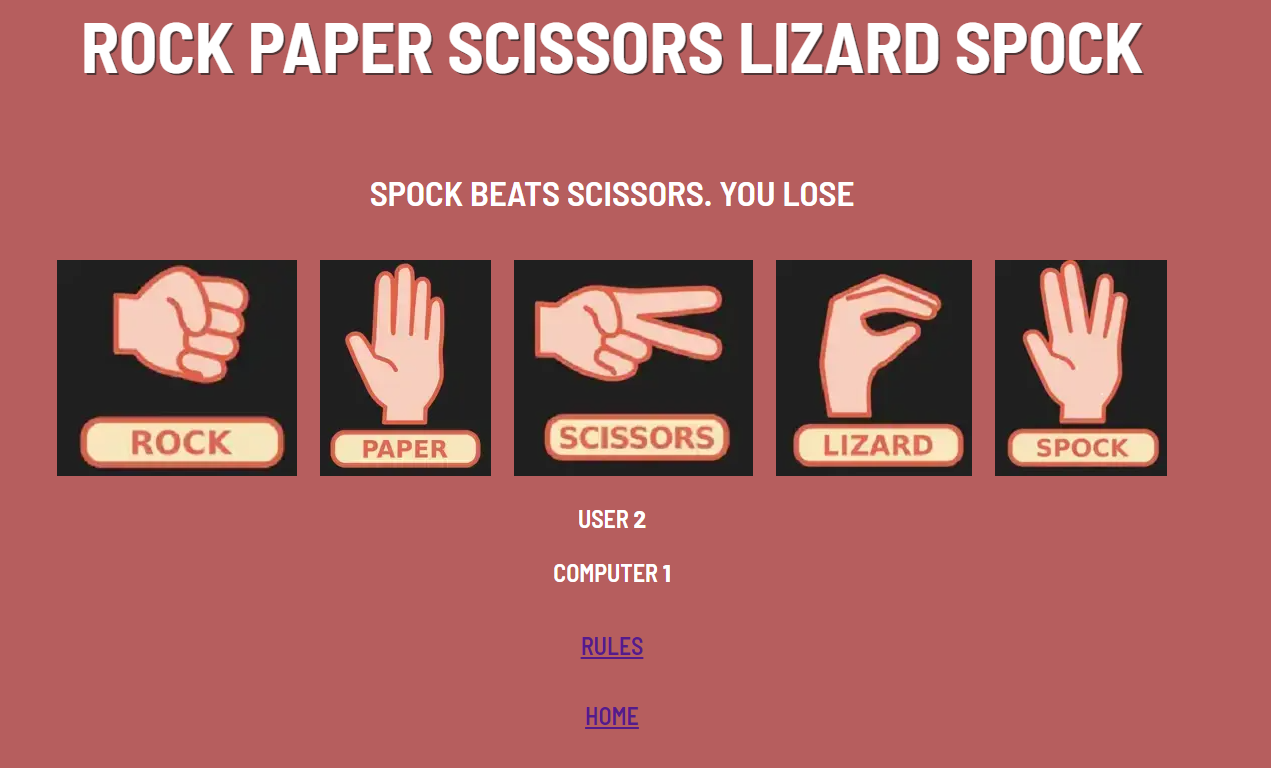 ROCK PAPER SCISSORS LIZARD SPOCK
SPOCK BEATS SCISSORS. YOU LOSE
ROCK
PAPER
SCISSORS
LIZARD
SPOCK
USER 2
COMPUTER 1
RULES
HOME